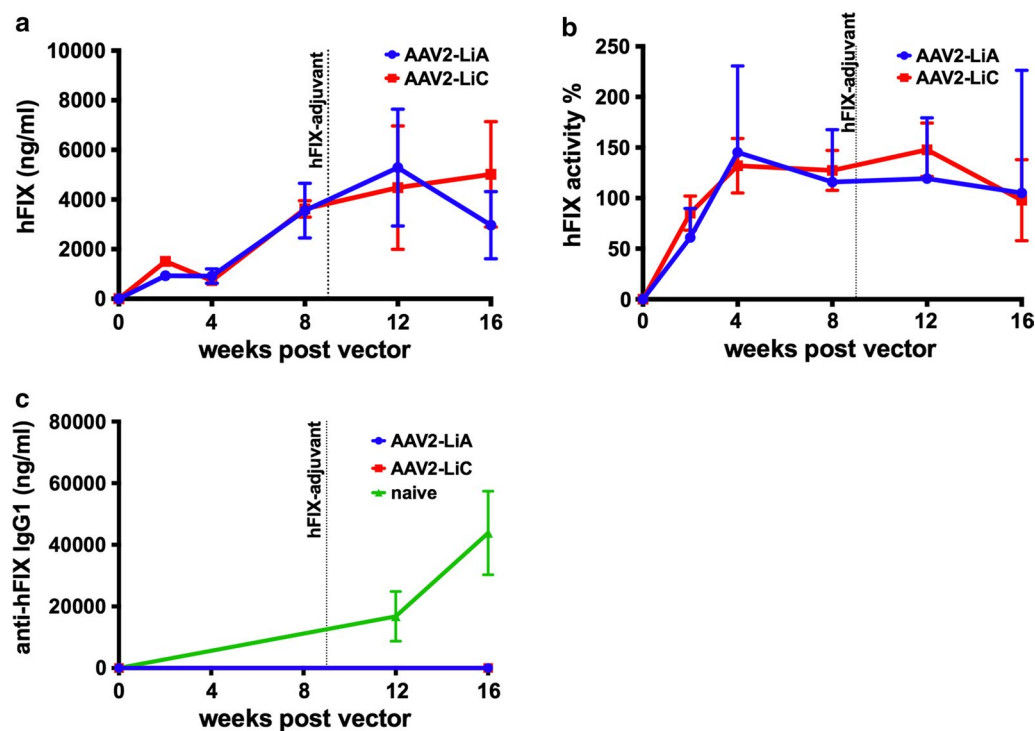 a
10000
8000
6000
4000
2000
0
hFIX (ng/ml)
hFIX-adjuvant
AAV2-LiA
AAV2-LiC
0 4 8 12 16
weeks post vector
b
250
200
150
100
50
0
hFIX activity %
hFIX-adjuvant
AAV2-LiA
AAV2-LiC
0 4 8 12 16
weeks post vector
c
80000
60000
40000
20000
0
anti-hFIX IgG1 (ng/ml)
hFIX-adjuvant
AAV2-LiA
AAV2-LiC
naive
0 4 8 12 16
weeks post vector